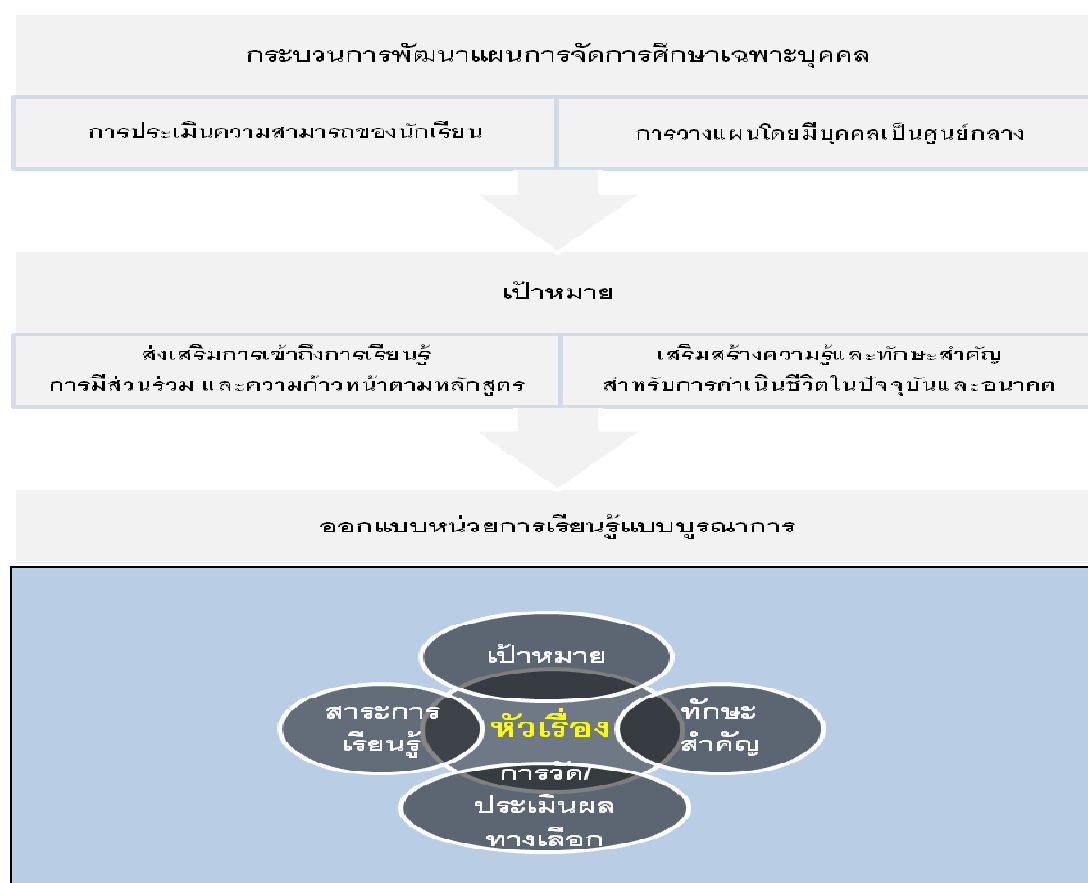 กระบวนการพัฒนาแผนการจัดการศึกษาเฉพาะบุคคล
การประเมินความสามารถของนักเรียน
การวางแผนโดยมีบุคคลเป็นศูนย์กลาง
เป้าหมาย
ส่งเสริมการเข้าถึงการเรียนรู้
การมีส่วนร่วม และความก้าวหน้าตามหลักสูตร
เสริมสร้างความรู้และทักษะสำคัญ
สำหรับการดำเนินชีวิตในปัจจุบันและอนาคต
ออกแบบหน่วยการเรียนรู้แบบบูรณาการ
เป้าหมาย
สาระการ
เรียนรู้
หัวเรื่อง
ทักษะ
สำคัญ
การวัด/
ประเมินผล
ทางเลือก